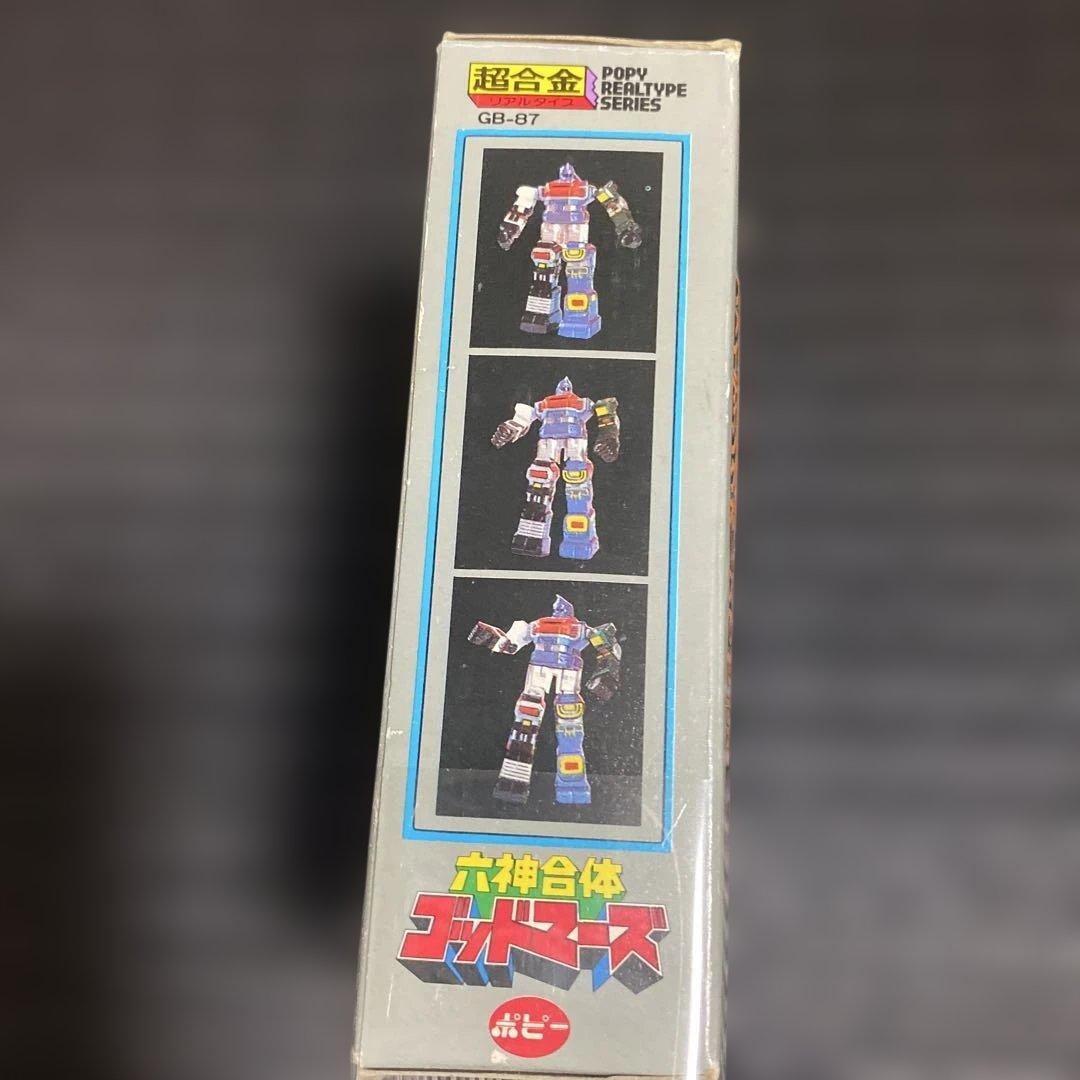 超合金
リアルタイプ
POPY
REALTYPE
SERIES
GB-87
六神合体
ゴッドマーズ
ポピー